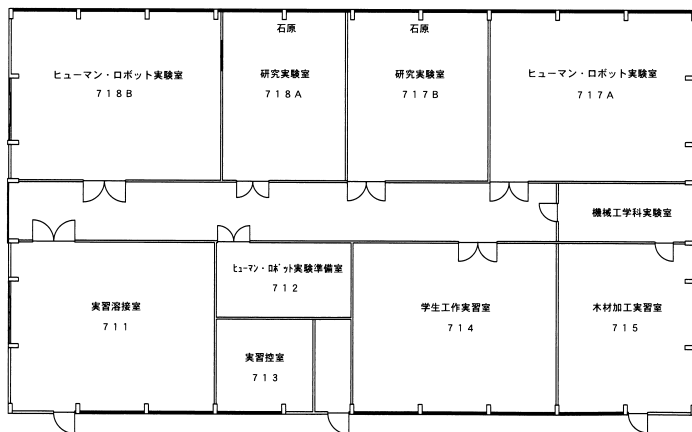 石原
石原
ヒューマン・ロボット実験室
718B
研究実験室
718A
研究実験室
717B
ヒューマン・ロボット実験室
717A
機械工学科実験室
実習溶接室
711
ﾋｭｰﾏﾝ・ﾛﾎﾞｯﾄ実験準備室
712
実習控室
713
学生工作実習室
714
木材加工実習室
715